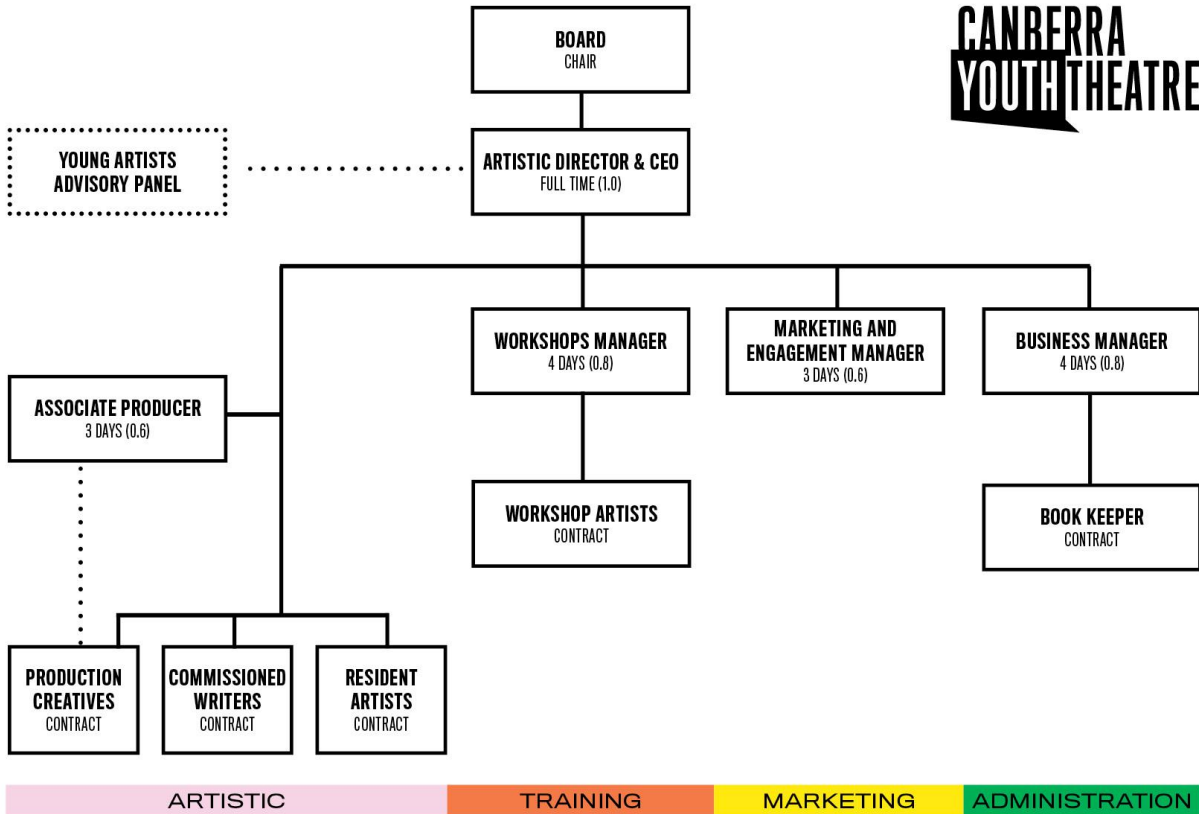 BOARD
CHAIR
CANBERRA
YOUTH THEATRE
YOUNG ARTISTS
ADVISORY PANEL
ARTISTIC DIRECTOR & CEO
FULL TIME (1.0)
WORKSHOPS MANAGER
4 DAYS (0.8)
MARKETING AND
ENGAGEMENT MANAGER
3 DAYS (0.6)
BUSINESS MANAGER
4 DAYS (0.8)
ASSOCIATE PRODUCER
3 DAYS (0.6)
WORKSHOP ARTISTS
CONTRACT
BOOK KEEPER
CONTRACT
PRODUCTION
CREATIVES
CONTRACT
COMMISSIONED
WRITERS
CONTRACT
RESIDENT
ARTISTS
CONTRACT
ARTISTIC
TRAINING
MARKETING
ADMINISTRATION